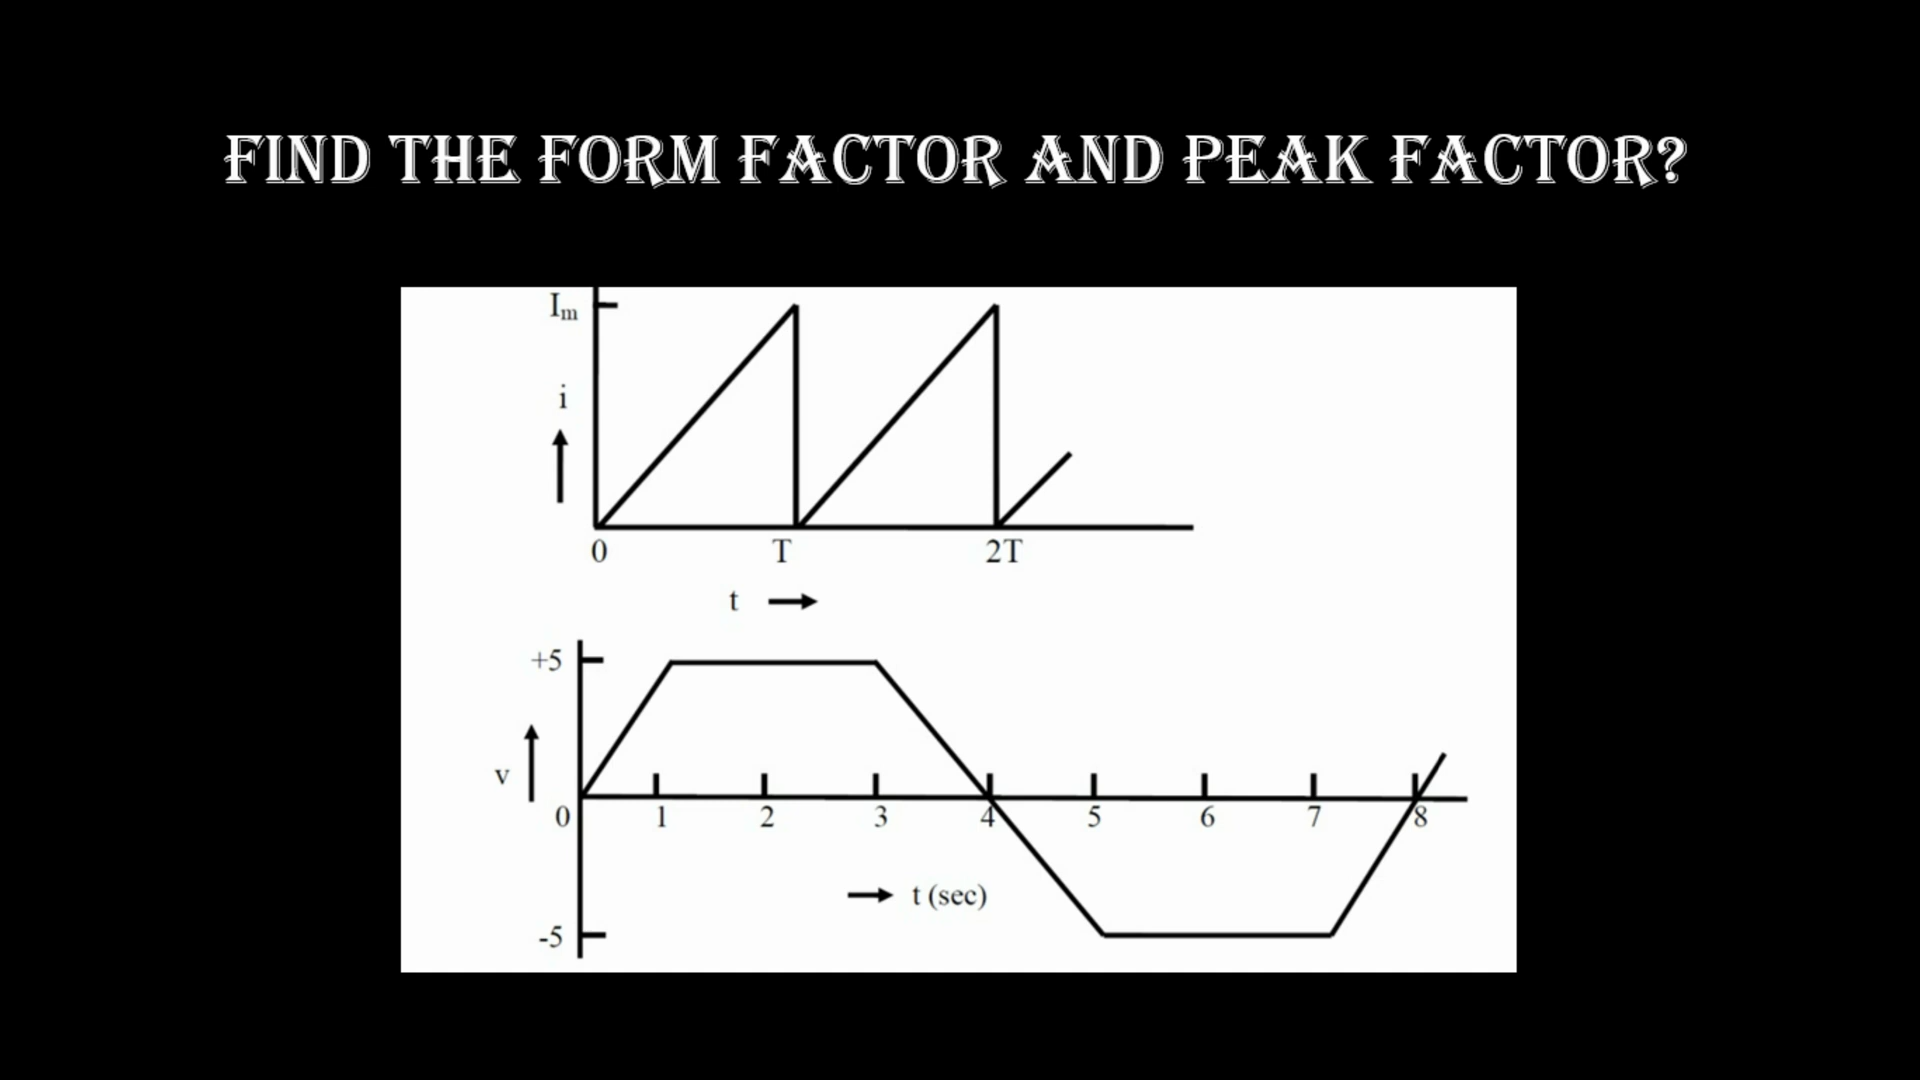 FIND THE FORM FACTOR AND PEAK FACTOR?
Im
i
0 T 2T
t
+5
v
0 1 2 3 4 5 6 7 8
t (sec)
-5